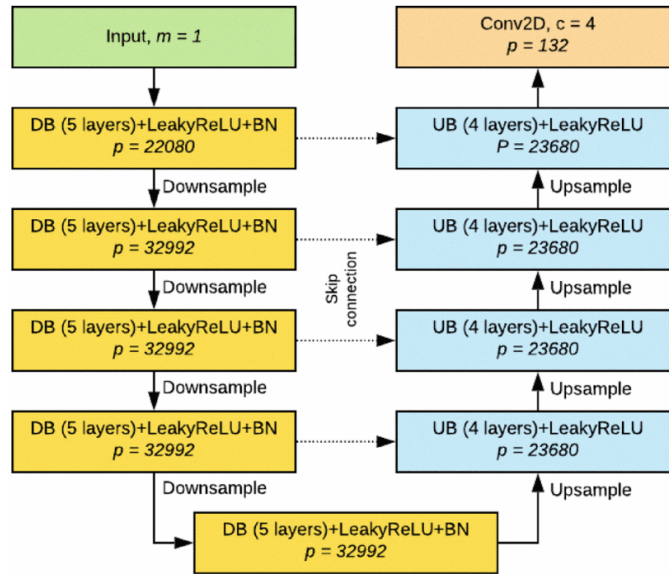 Input, m = 1
Conv2D, c = 4
p = 132
DB (5 layers)+LeakyReLU+BN
p = 22080
UB (4 layers)+LeakyReLU
P = 23680
Downsample
Upsample
DB (5 layers)+LeakyReLU+BN
p = 32992
UB (4 layers)+LeakyReLU
p = 23680
Downsample
Skip
connection
Upsample
DB (5 layers)+LeakyReLU+BN
p = 32992
UB (4 layers)+LeakyReLU
p = 23680
Downsample
Upsample
DB (5 layers)+LeakyReLU+BN
p = 32992
UB (4 layers)+LeakyReLU
p = 23680
Downsample
Upsample
DB (5 layers)+LeakyReLU+BN
p = 32992